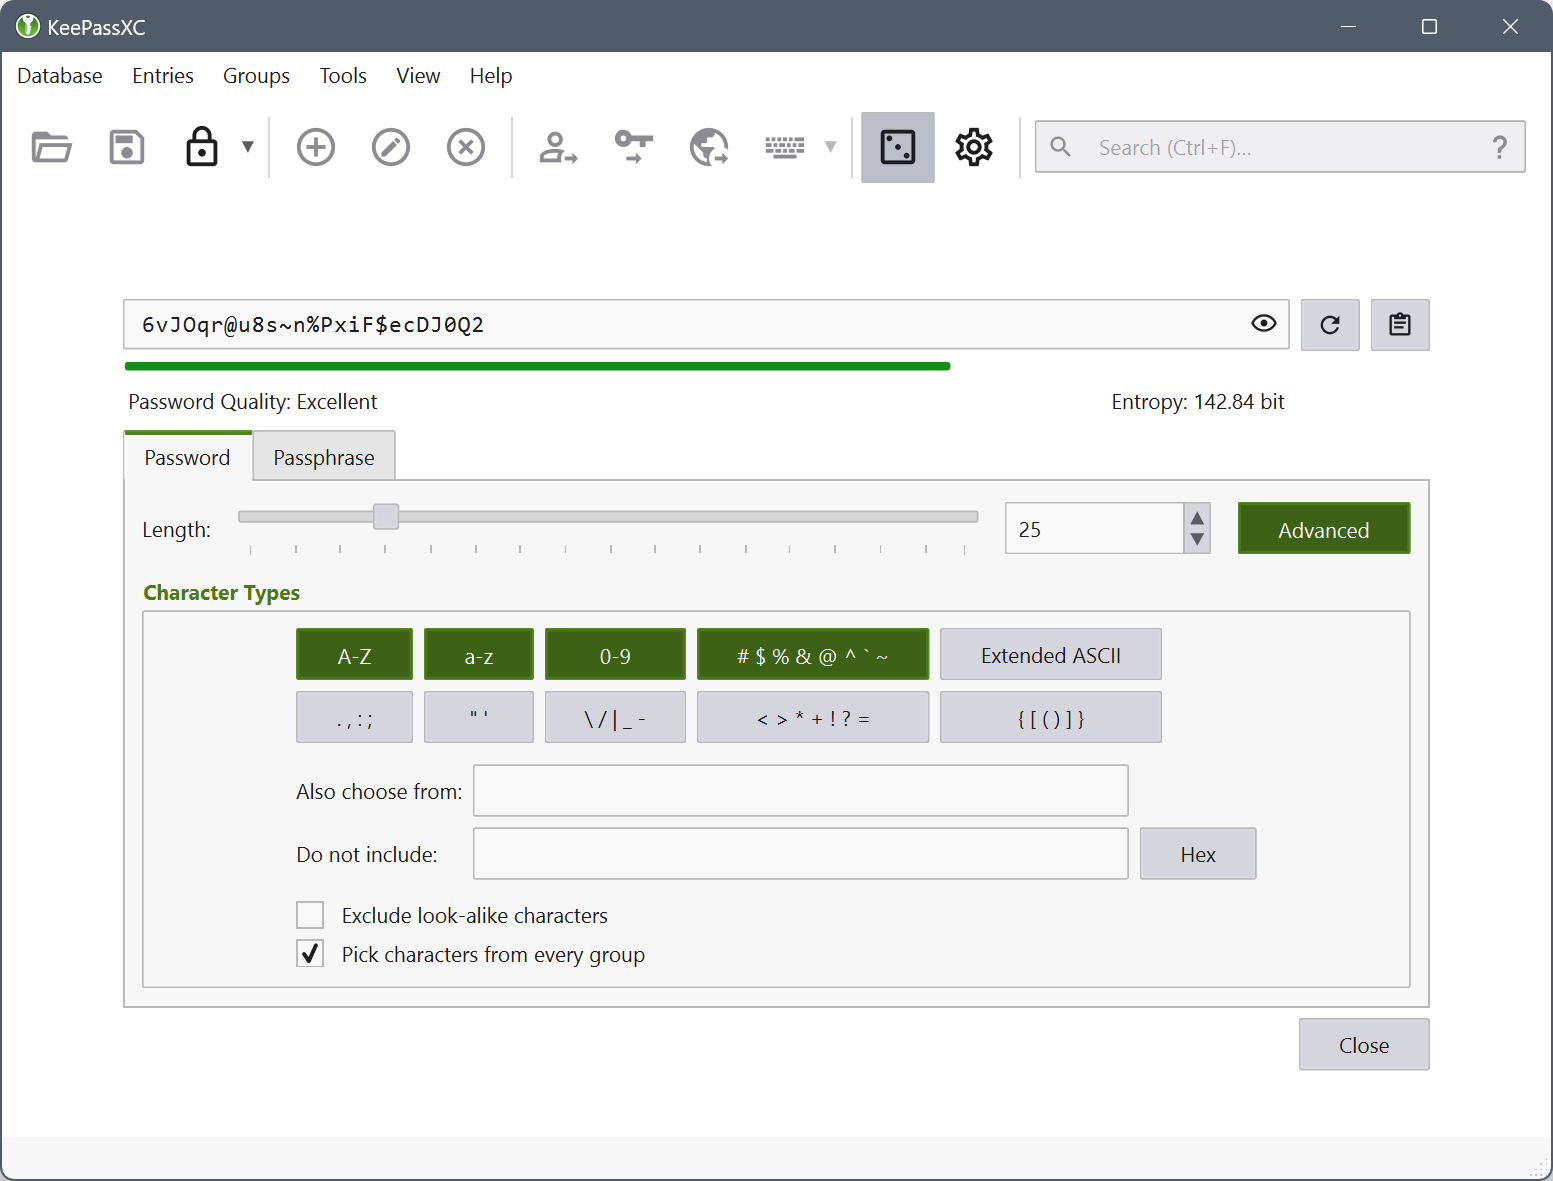 KeePassXC
Database Entries Groups Tools View Help
Search (Ctrl+F)... ?
6vJOqr@u8s~n%PxiF$ecDJ0Q2
Password Quality: Excellent Entropy: 142.84 bit
Password Passphrase
Length: 25 Advanced
Character Types
A-Z a-z 0-9 # $ % & @ ^ ` ~ Extended ASCII
. , : ; " ' \ / | _ - < > * + ! ? = { [ ( ) ] }
Also choose from:
Do not include: Hex
Exclude look-alike characters
Pick characters from every group
Close